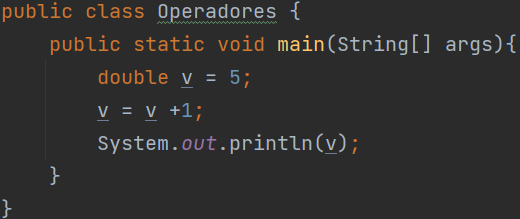 public class Operadores {
    public static void main(String[] args){
        double v = 5;
        v = v +1;
        System.out.println(v);
    }
}